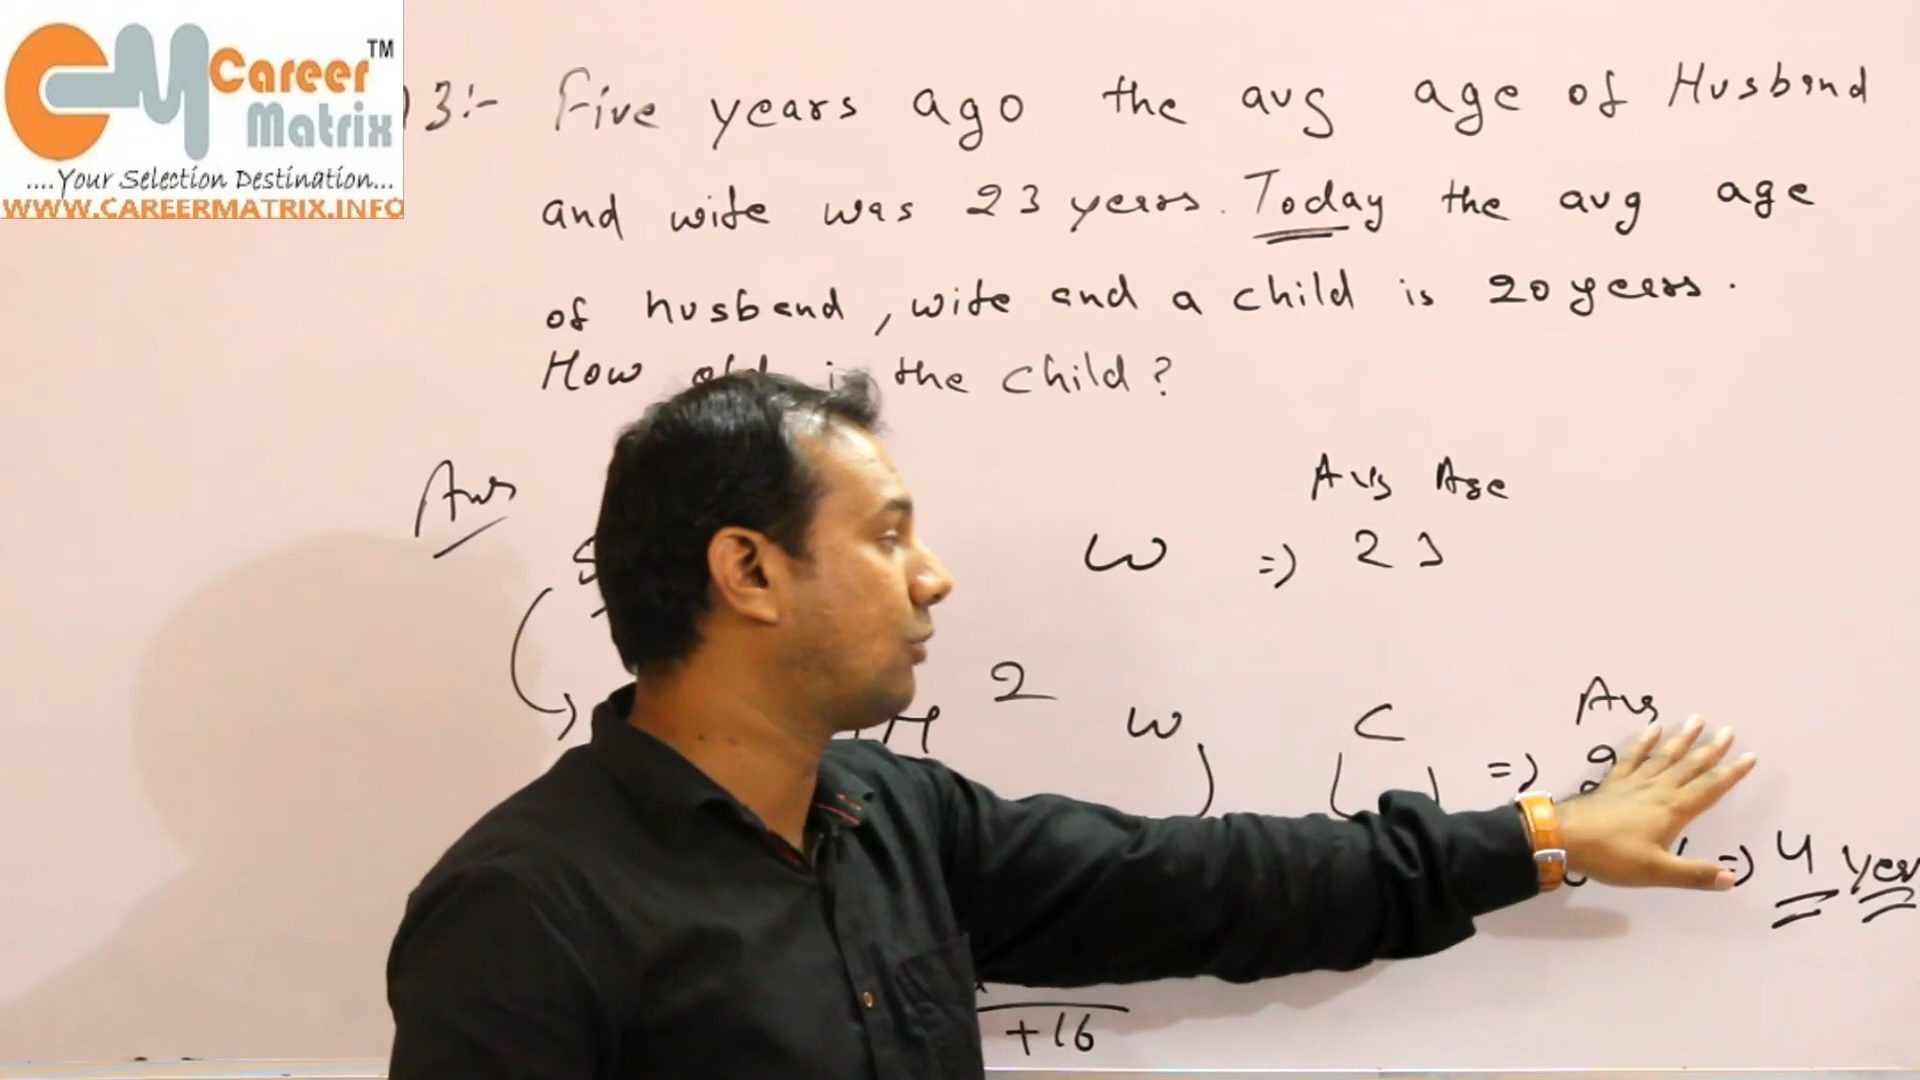 CM Career Matrix TM
....Your Selection Destination...
WWW.CAREERMATRIX.INFO
3:- Five years ago the avg age of Husband
and wife was 23 years. Today the avg age
of husband, wife and a child is 20 years.
How old is the child?
Ans
Avg Age
W => 23
2
H W C => Avg
=> 4
+16